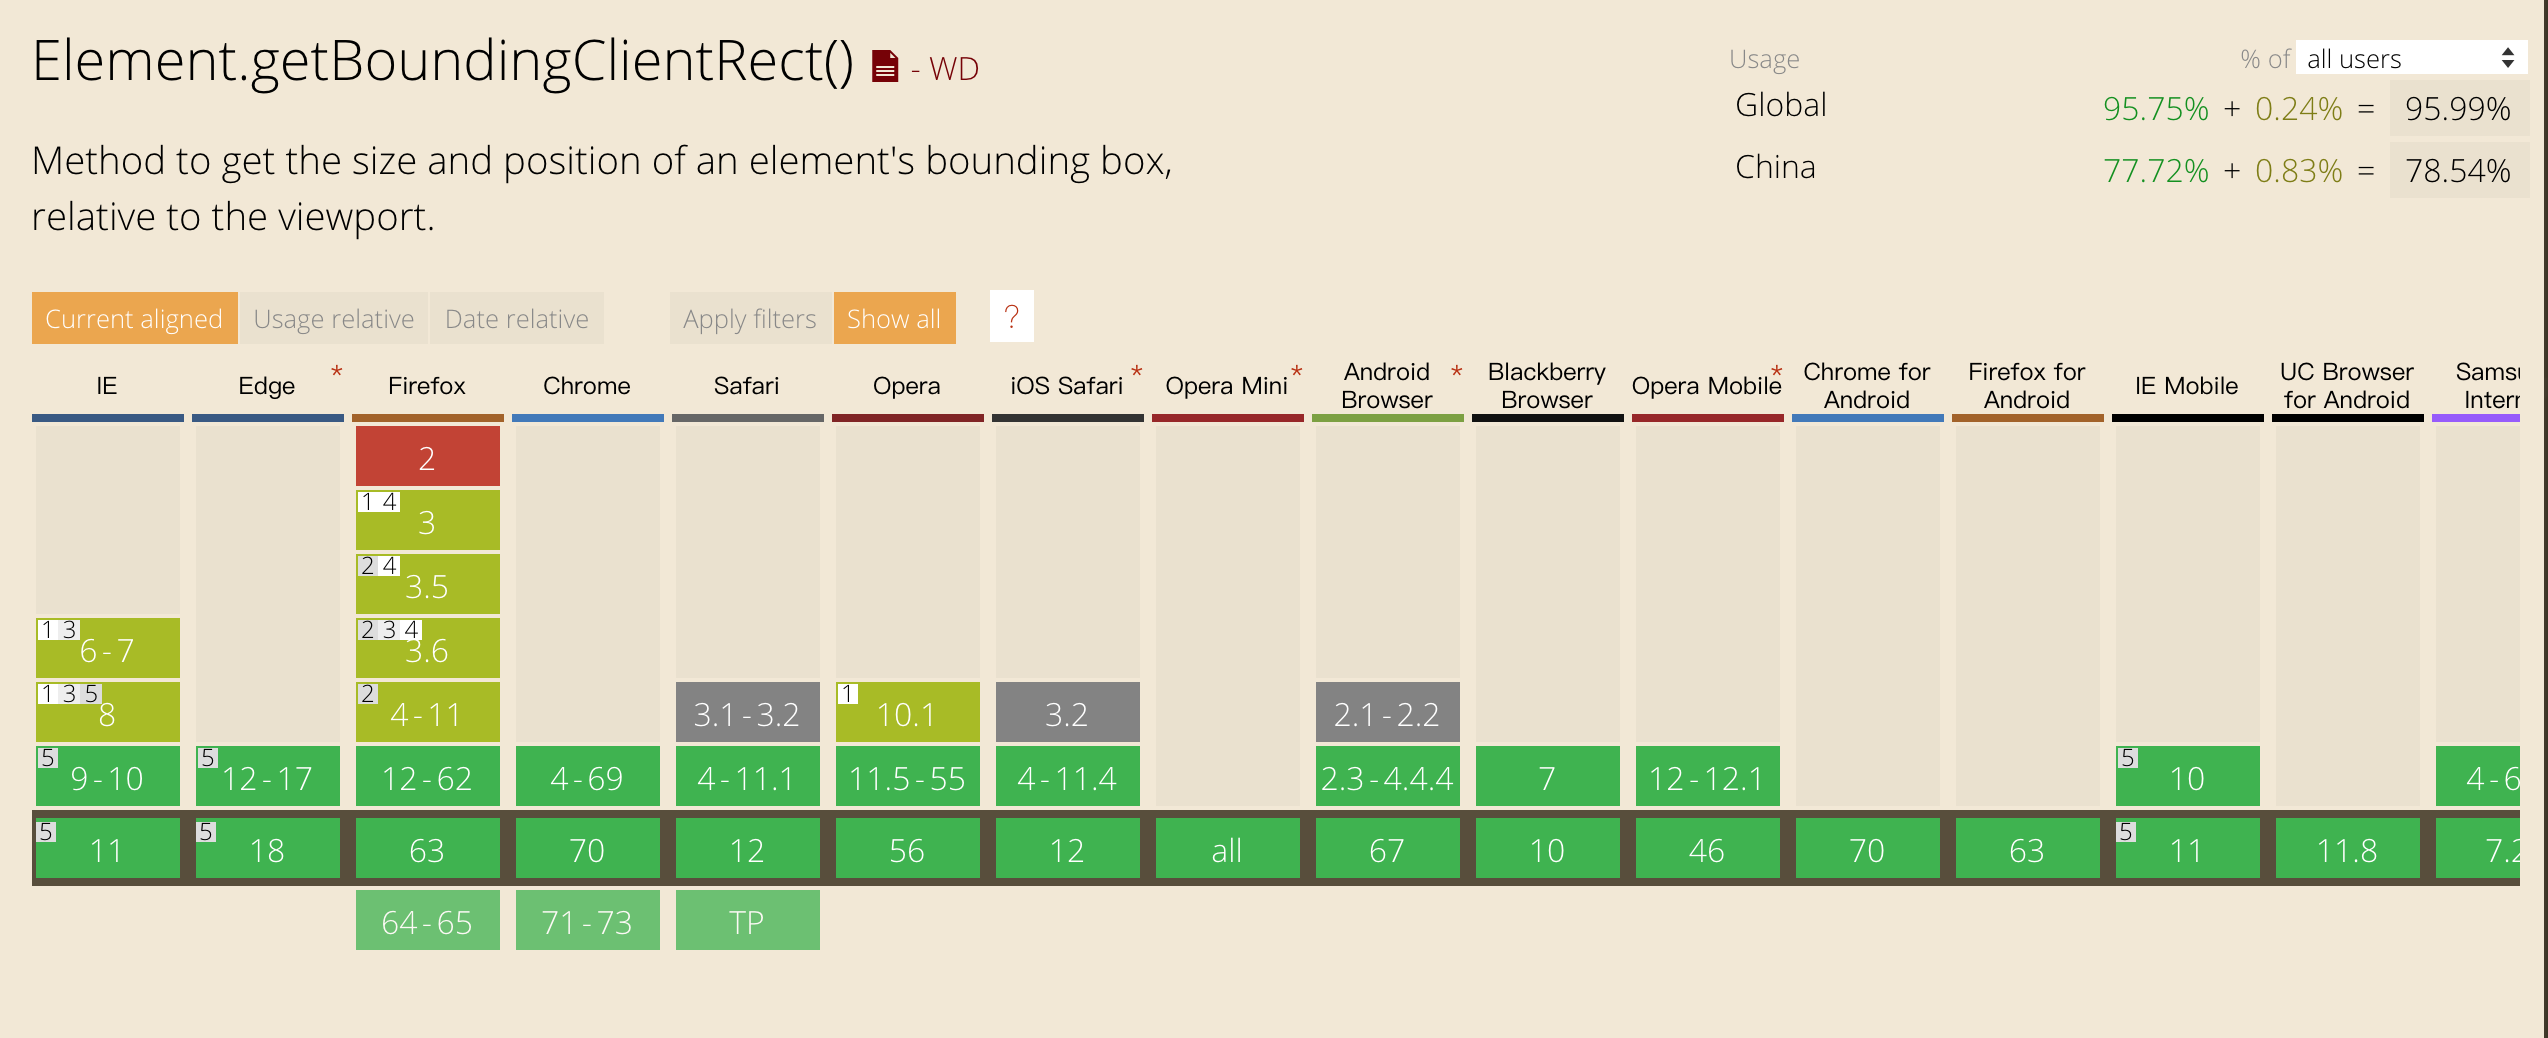 Element.getBoundingClientRect() - WD
Usage % of all users
Global 95.75% + 0.24% = 95.99%
China 77.72% + 0.83% = 78.54%
Method to get the size and position of an element's bounding box,
relative to the viewport.
Current aligned Usage relative Date relative Apply filters Show all ?
IE Edge * Firefox Chrome Safari Opera iOS Safari * Opera Mini * Android Browser * Blackberry Browser Opera Mobile * Chrome for Android Firefox for Android IE Mobile UC Browser for Android
2
1 4 3
2 4 3.5
1 3 6-7 2 3 4 3.6
1 3 5 8 2 4-11 3.1-3.2 1 10.1 3.2 2.1-2.2
5 9-10 5 12-17 12-62 4-69 4-11.1 11.5-55 4-11.4 2.3-4.4.4 7 12-12.1 5 10 4-6
5 11 5 18 63 70 12 56 12 all 67 10 46 70 63 5 11 11.8
64-65 71-73 TP